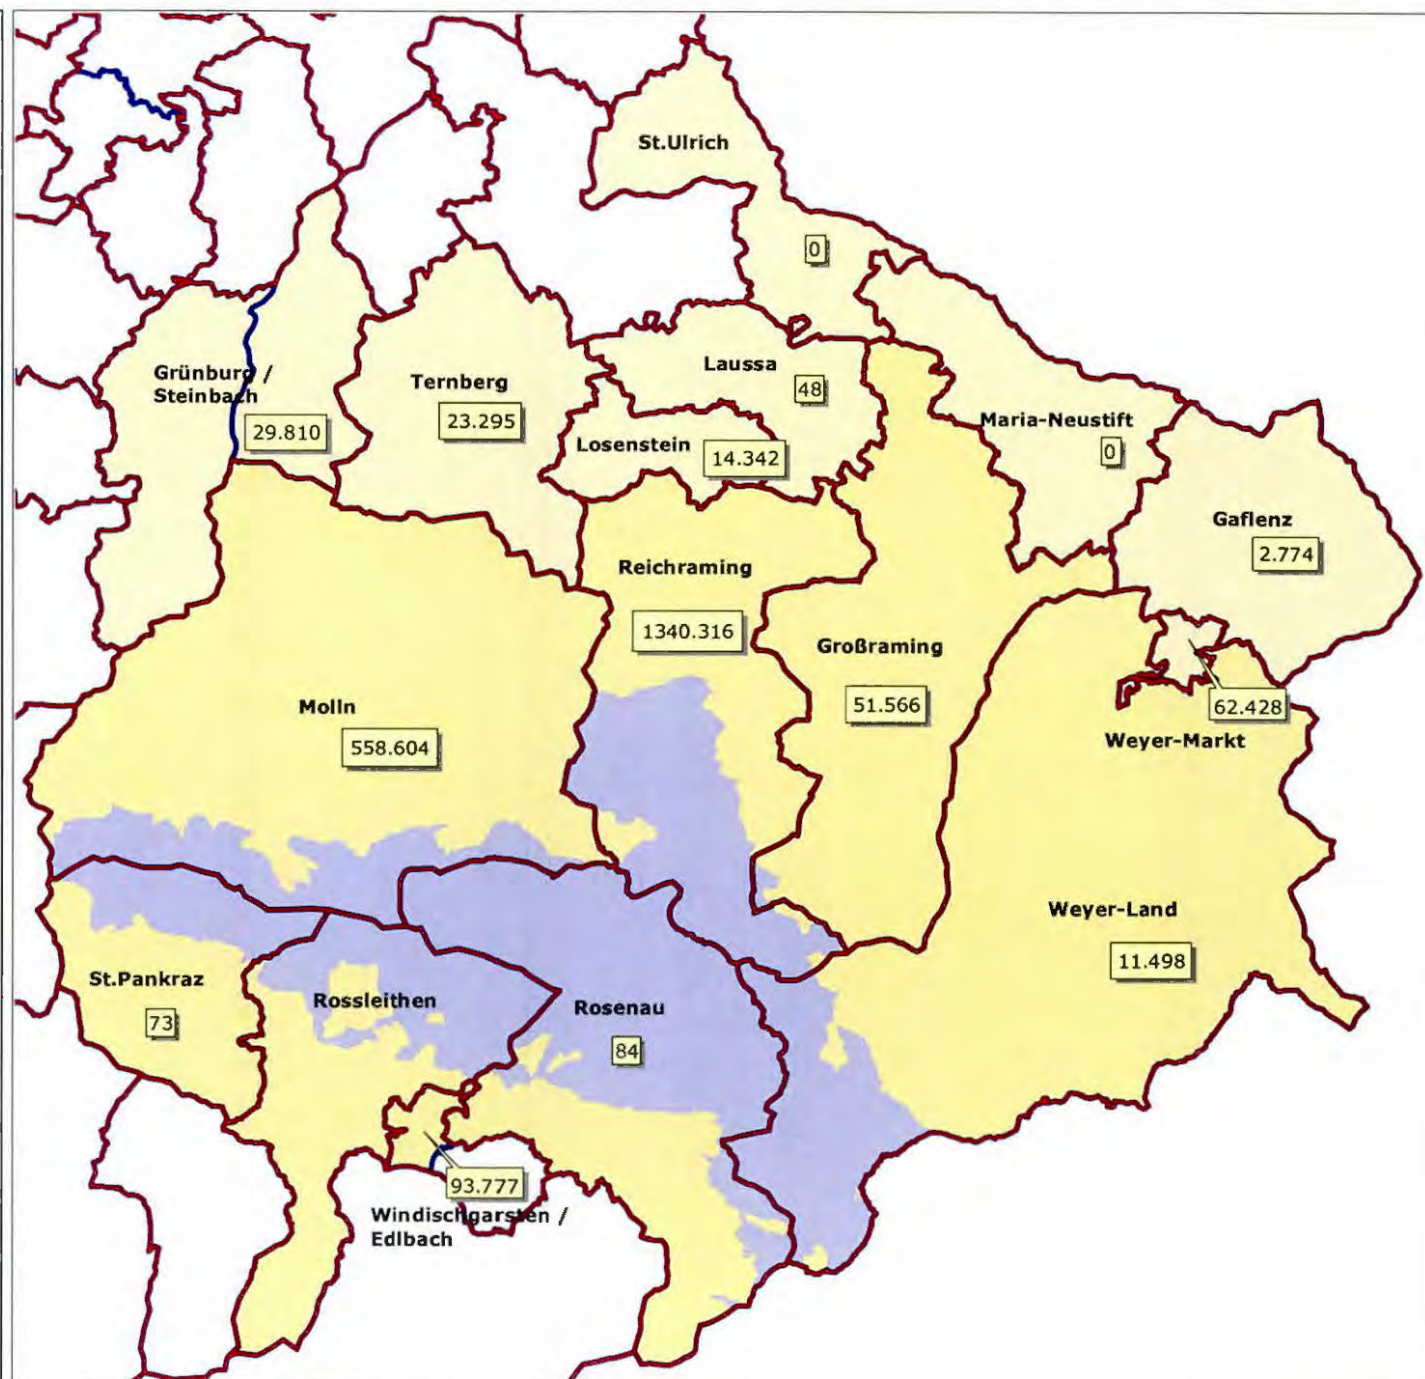 St.Ulrich
0
Grünburg /
Steinbach
29.810
Ternberg
23.295
Laussa
48
Losenstein
14.342
Maria-Neustift
0
Gaflenz
2.774
Reichraming
1340.316
Großraming
51.566
Molln
558.604
62.428
Weyer-Markt
Weyer-Land
11.498
St.Pankraz
73
Rossleithen
Rosenau
84
93.777
Windischgarsten /
Edlbach